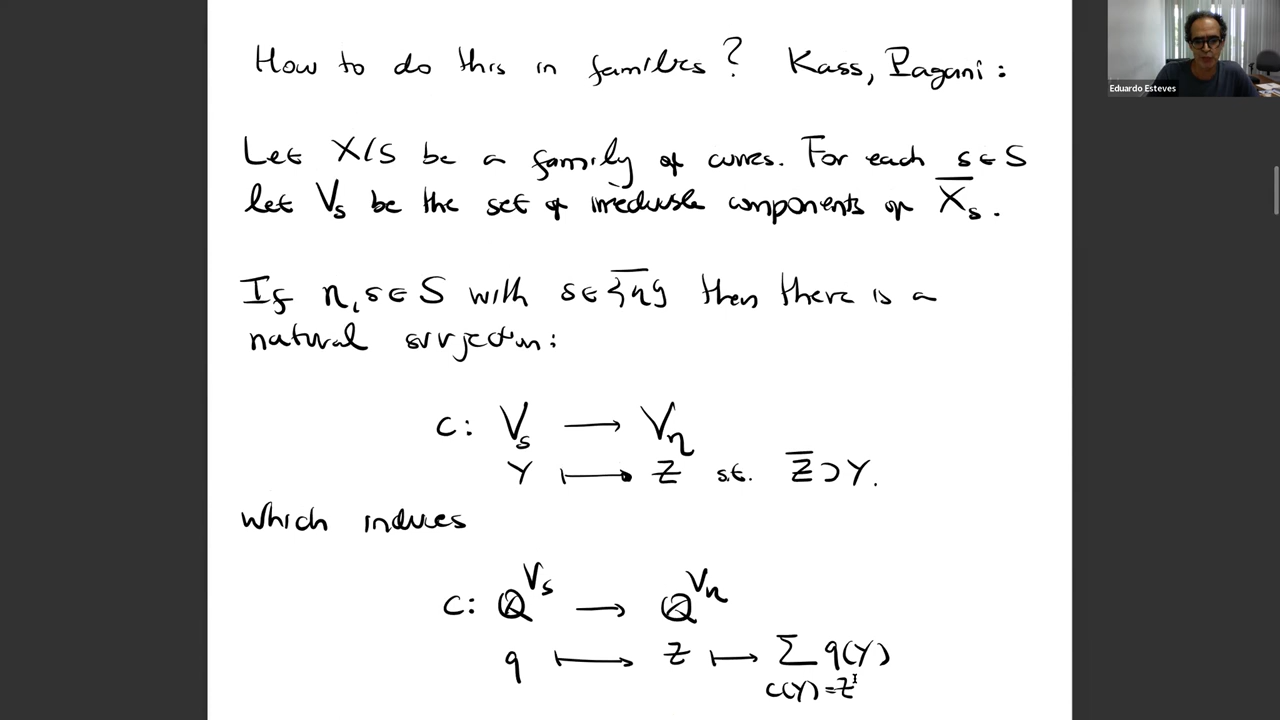 How to do this in families? Kass, Pagani:
Eduardo Esteves
Let X/S be a family of curves. For each s ∈ S
let V_s be the set of irreducible components of X̅_s.
If η, s ∈ S with s ∈ \overline{{η}} then there is a
natural surjection:
C: V_s ⟶ V_η
Y ⟼ Z s.t. Z̅ ⊃ Y.
which induces
C: Q^{V_s} ⟶ Q^{V_η}
q ⟼ Z ⟼ ∑_{C(Y)=Z} q(Y)